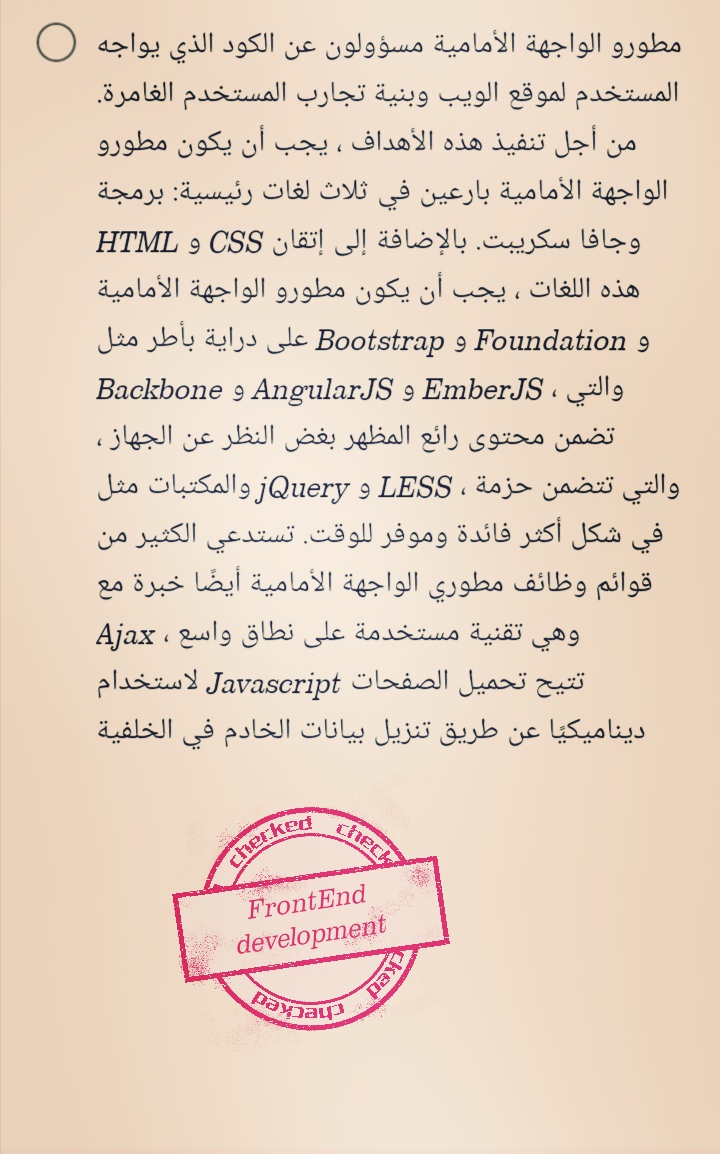 مطورو الواجهة الأمامية مسؤولون عن الكود الذي يواجه
المستخدم لموقع الويب وبنية تجارب المستخدم الغامرة.
من أجل تنفيذ هذه الأهداف ، يجب أن يكون مطورو
الواجهة الأمامية بارعين في ثلاث لغات رئيسية: برمجة
HTML و CSS وجافا سكريبت. بالإضافة إلى إتقان
هذه اللغات ، يجب أن يكون مطورو الواجهة الأمامية
على دراية بأطر مثل Bootstrap و Foundation و
Backbone و AngularJS و EmberJS ، والتي
تضمن محتوى رائع المظهر بغض النظر عن الجهاز ،
والمكتبات مثل jQuery و LESS ، والتي تتضمن حزمة
في شكل أكثر فائدة وموفر للوقت. تستدعي الكثير من
قوائم وظائف مطوري الواجهة الأمامية أيضًا خبرة مع
Ajax ، وهي تقنية مستخدمة على نطاق واسع
لاستخدام Javascript تتيح تحميل الصفحات
ديناميكيًا عن طريق تنزيل بيانات الخادم في الخلفية
checked check
FrontEnd
development
cked checked